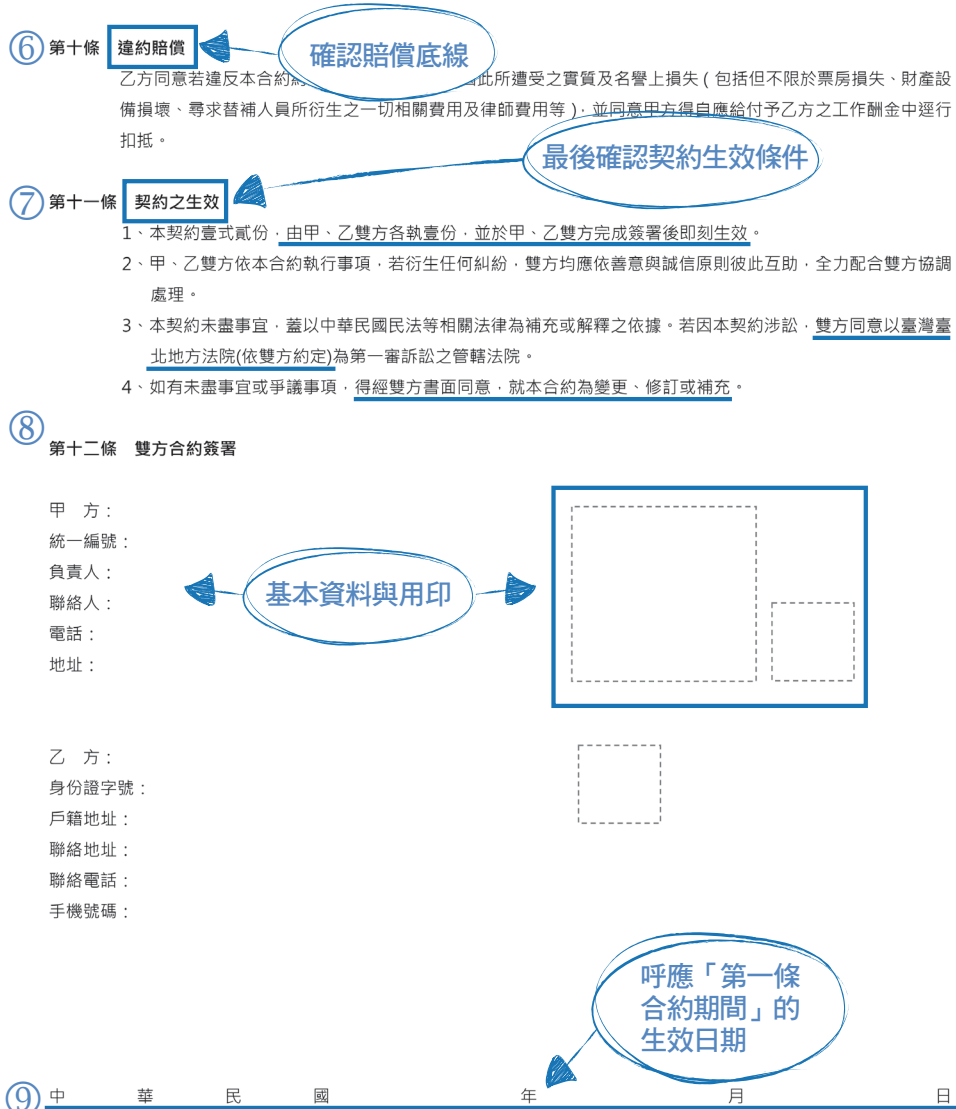 ⑥ 第十條 違約賠償
確認賠償底線
乙方同意若違反本合約約
此所遭受之實質及名譽上損失（包括但不限於票房損失、財產設
備損壞、尋求替補人員所衍生之一切相關費用及律師費用等），並同意甲方得自應給付予乙方之工作酬金中逕行
扣抵。
最後確認契約生效條件
⑦ 第十一條 契約之生效
1、本契約壹式貳份，由甲、乙雙方各執壹份，並於甲、乙雙方完成簽署後即刻生效。
2、甲、乙雙方依本合約執行事項，若衍生任何糾紛，雙方均應依善意與誠信原則彼此互助，全力配合雙方協調
處理。
3、本契約未盡事宜，蓋以中華民國民法等相關法律為補充或解釋之依據。若因本契約涉訟，雙方同意以臺灣臺
北地方法院(依雙方約定)為第一審訴訟之管轄法院。
4、如有未盡事宜或爭議事項，得經雙方書面同意，就本合約為變更、修訂或補充。
⑧
第十二條 雙方合約簽署
甲 方：
統一編號：
負責人：
聯絡人：
電話：
地址：
基本資料與用印
乙 方：
身份證字號：
戶籍地址：
聯絡地址：
聯絡電話：
手機號碼：
呼應「第一條
合約期間」的
生效日期
⑨ 中 華 民 國 年 月 日